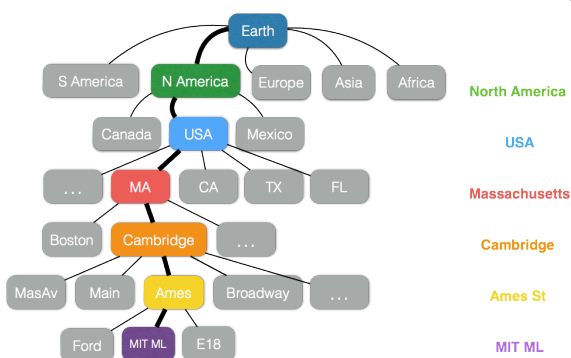 Earth
S America
N America
Europe
Asia
Africa
North America
Canada
USA
Mexico
USA
...
MA
CA
TX
FL
Massachusetts
Boston
Cambridge
...
Cambridge
MasAv
Main
Ames
Broadway
...
Ames St
Ford
MIT ML
E18
MIT ML